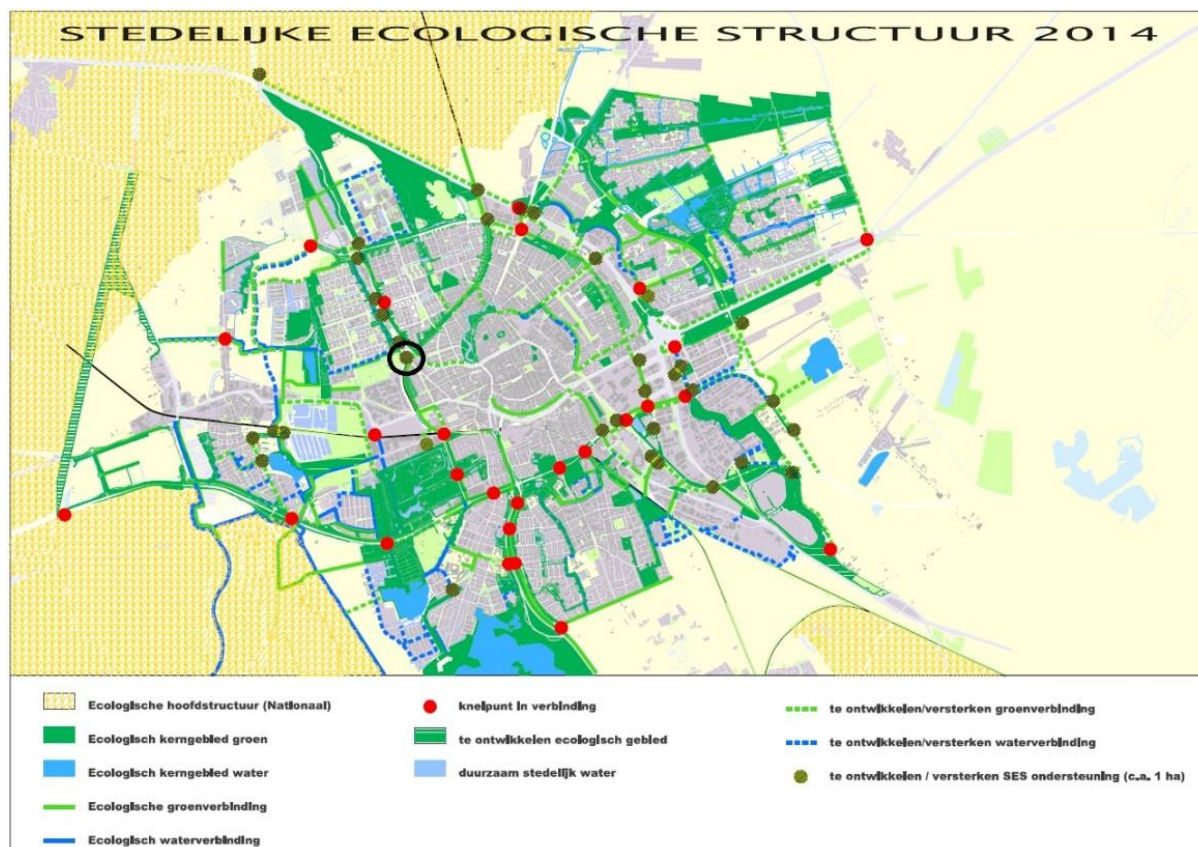 STEDELIJKE ECOLOGISCHE STRUCTUUR 2014
Ecologische hoofdstructuur (Nationaal)
Ecologisch kerngebied groen
Ecologisch kerngebied water
Ecologische groenverbinding
Ecologisch waterverbinding
knelpunt in verbinding
te ontwikkelen ecologisch gebied
duurzaam stedelijk water
te ontwikkelen/versterken groenverbinding
te ontwikkelen/versterken waterverbinding
te ontwikkelen / versterken SES ondersteuning (c.a. 1 ha)